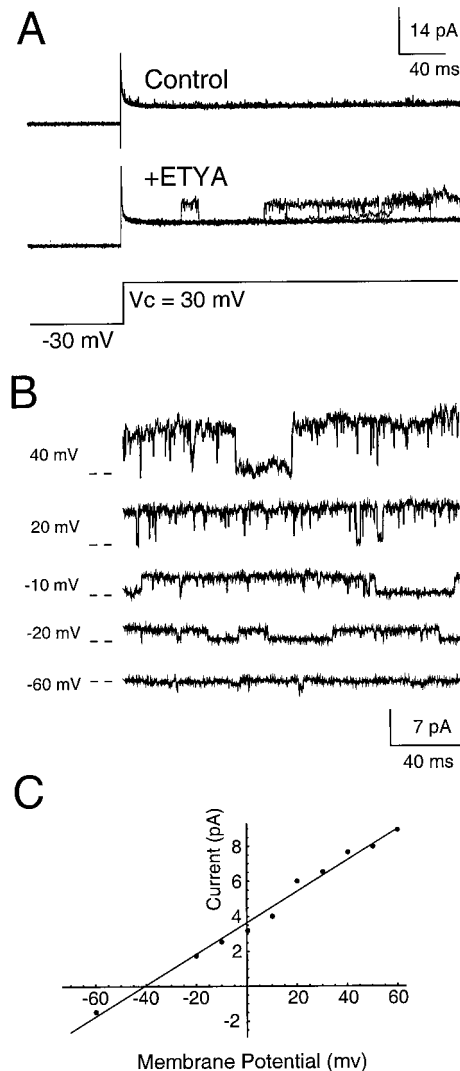 A
14 pA
40 ms
Control
+ETYA
Vc = 30 mV
-30 mV
B
40 mV
20 mV
-10 mV
-20 mV
-60 mV
7 pA
40 ms
C
Current (pA)
8
6
4
2
-60 -40 -20 20 40 60
-2
Membrane Potential (mv)